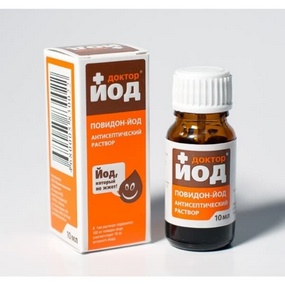 доктор
ЙОД
ПОВИДОН-ЙОД
АНТИСЕПТИЧЕСКИЙ
РАСТВОР
Йод,
который
не жжет!
10 мл
доктор
ЙОД
ПОВИДОН-ЙОД
АНТИСЕПТИЧЕСКИЙ
РАСТВОР
10 мл